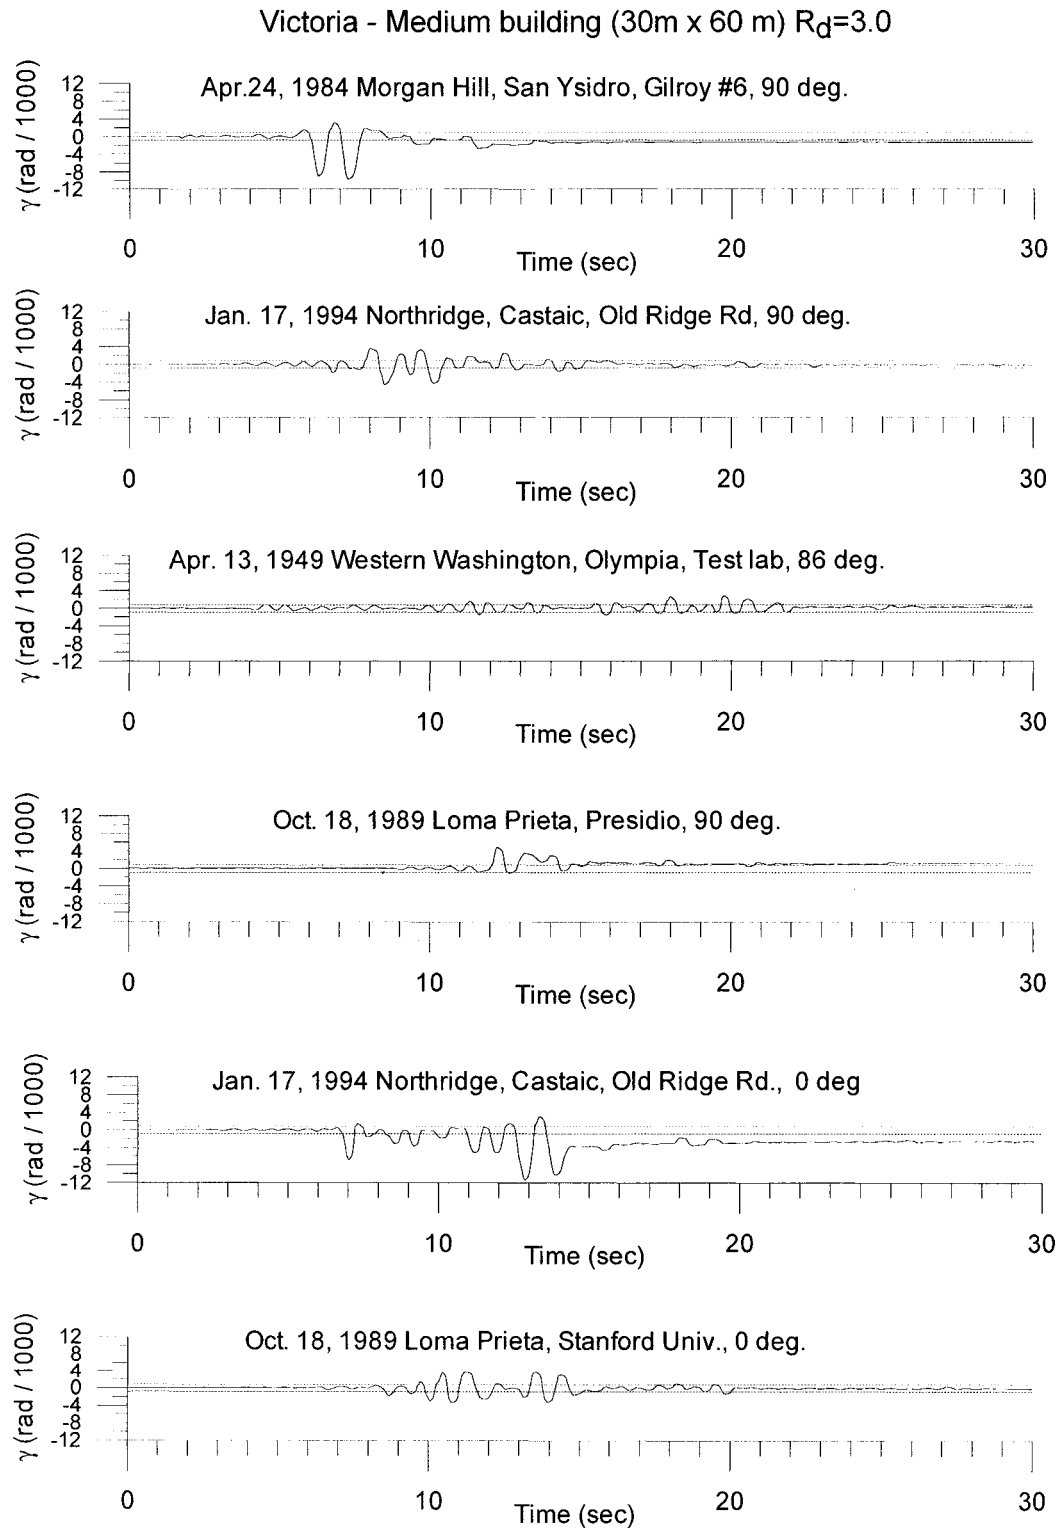 Victoria - Medium building (30m x 60 m) Rd=3.0
Apr.24, 1984 Morgan Hill, San Ysidro, Gilroy #6, 90 deg.
γ (rad / 1000)
12
8
4
0
-4
-8
-12
0 10 20 30
Time (sec)
Jan. 17, 1994 Northridge, Castaic, Old Ridge Rd, 90 deg.
γ (rad / 1000)
12
8
4
0
-4
-8
-12
0 10 20 30
Time (sec)
Apr. 13, 1949 Western Washington, Olympia, Test lab, 86 deg.
γ (rad / 1000)
12
8
4
0
-4
-8
-12
0 10 20 30
Time (sec)
Oct. 18, 1989 Loma Prieta, Presidio, 90 deg.
γ (rad / 1000)
12
8
4
0
-4
-8
-12
0 10 20 30
Time (sec)
Jan. 17, 1994 Northridge, Castaic, Old Ridge Rd., 0 deg
γ (rad / 1000)
12
8
4
0
-4
-8
-12
0 10 20 30
Time (sec)
Oct. 18, 1989 Loma Prieta, Stanford Univ., 0 deg.
γ (rad / 1000)
12
8
4
0
-4
-8
-12
0 10 20 30
Time (sec)